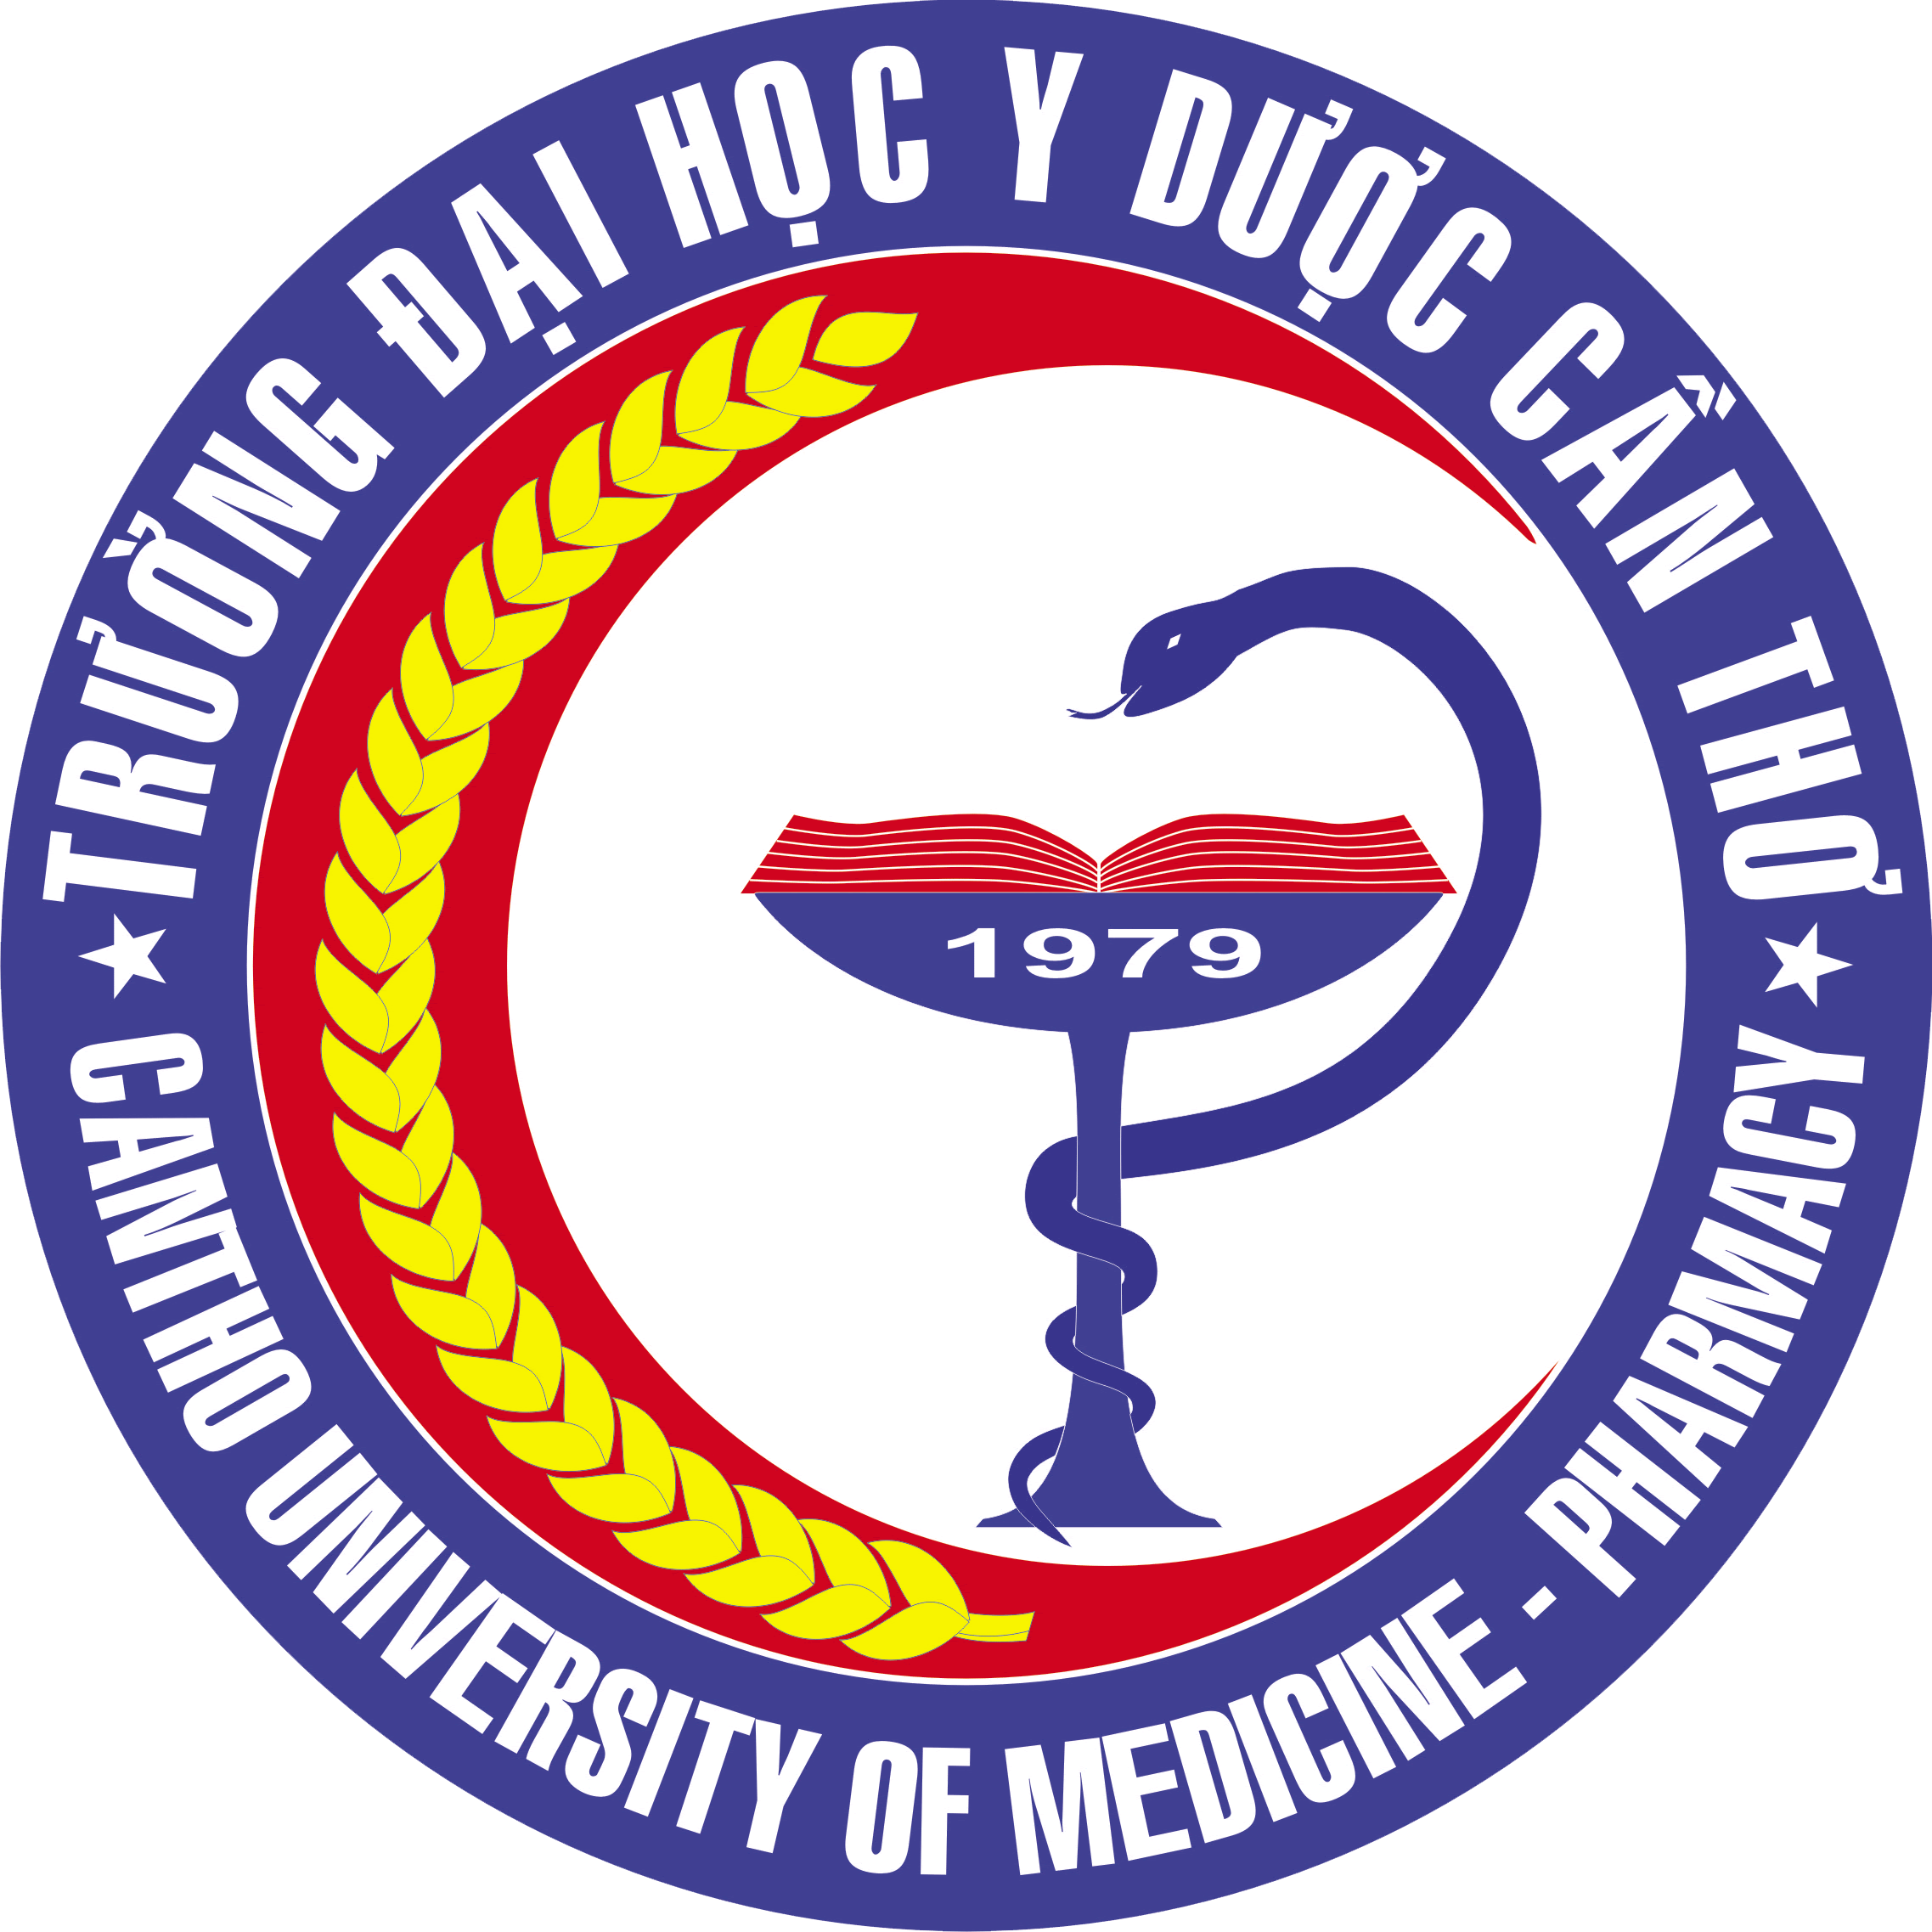 TRƯỜNG ĐẠI HỌC Y DƯỢC CẦN THƠ
1979
CANTHO UNIVERSITY OF MEDICINE - PHARMACY